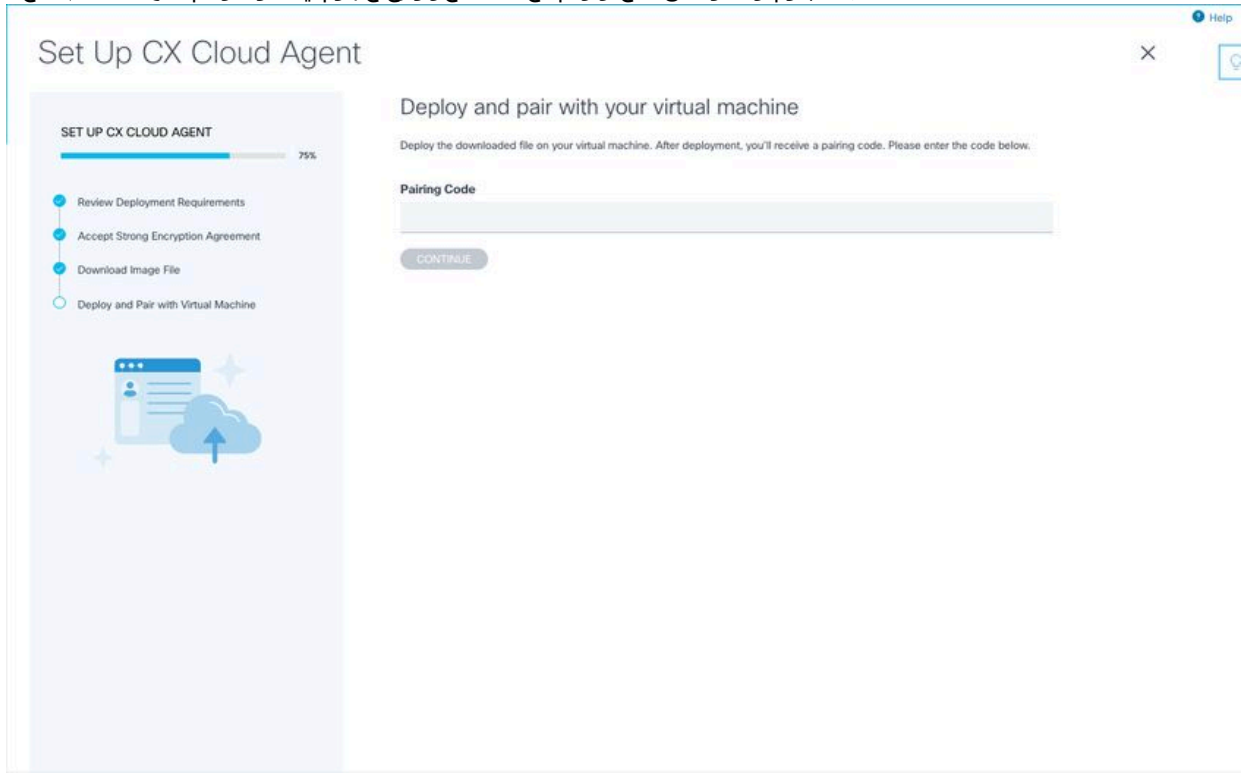 Help
Set Up CX Cloud Agent
SET UP CX CLOUD AGENT
75%
Review Deployment Requirements
Accept Strong Encryption Agreement
Download Image File
Deploy and Pair with Virtual Machine
Deploy and pair with your virtual machine
Deploy the downloaded file on your virtual machine. After deployment, you'll receive a pairing code. Please enter the code below.
Pairing Code
CONTINUE